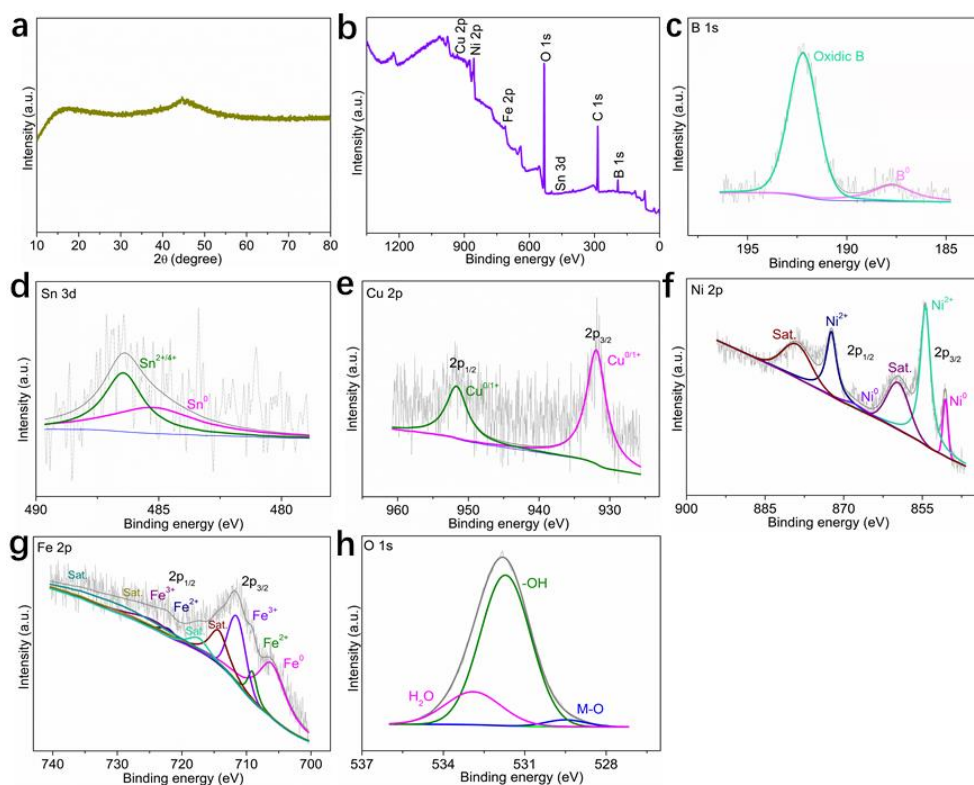 a
Intensity (a.u.)
10 20 30 40 50 60 70 80
2θ (degree)
b
Cu 2p
Ni 2p
Fe 2p
O 1s
Sn 3d
C 1s
B 1s
Intensity (a.u.)
1200 900 600 300 0
Binding energy (eV)
c
B 1s
Oxidic B
B⁰
Intensity (a.u.)
195 190 185
Binding energy (eV)
d
Sn 3d
Sn²⁺/⁴⁺
Sn⁰
Intensity (a.u.)
489 486 483 480
Binding energy (eV)
e
Cu 2p
2p₁/₂
Cu⁰/¹⁺
2p₃/₂
Cu⁰/¹⁺
Intensity (a.u.)
960 950 940 930
Binding energy (eV)
f
Ni 2p
Sat.
Ni²⁺
2p₁/₂
Ni⁰
Sat.
Ni²⁺
2p₃/₂
Ni⁰
Intensity (a.u.)
900 885 870 855
Binding energy (eV)
g
Fe 2p
Sat.
Sat.
Fe³⁺
2p₁/₂
Fe²⁺
Sat.
Sat.
2p₃/₂
Fe³⁺
Fe²⁺
Fe⁰
Intensity (a.u.)
740 730 720 710 700
Binding energy (eV)
h
O 1s
-OH
H₂O
M-O
Intensity (a.u.)
537 534 531 528
Binding energy (eV)